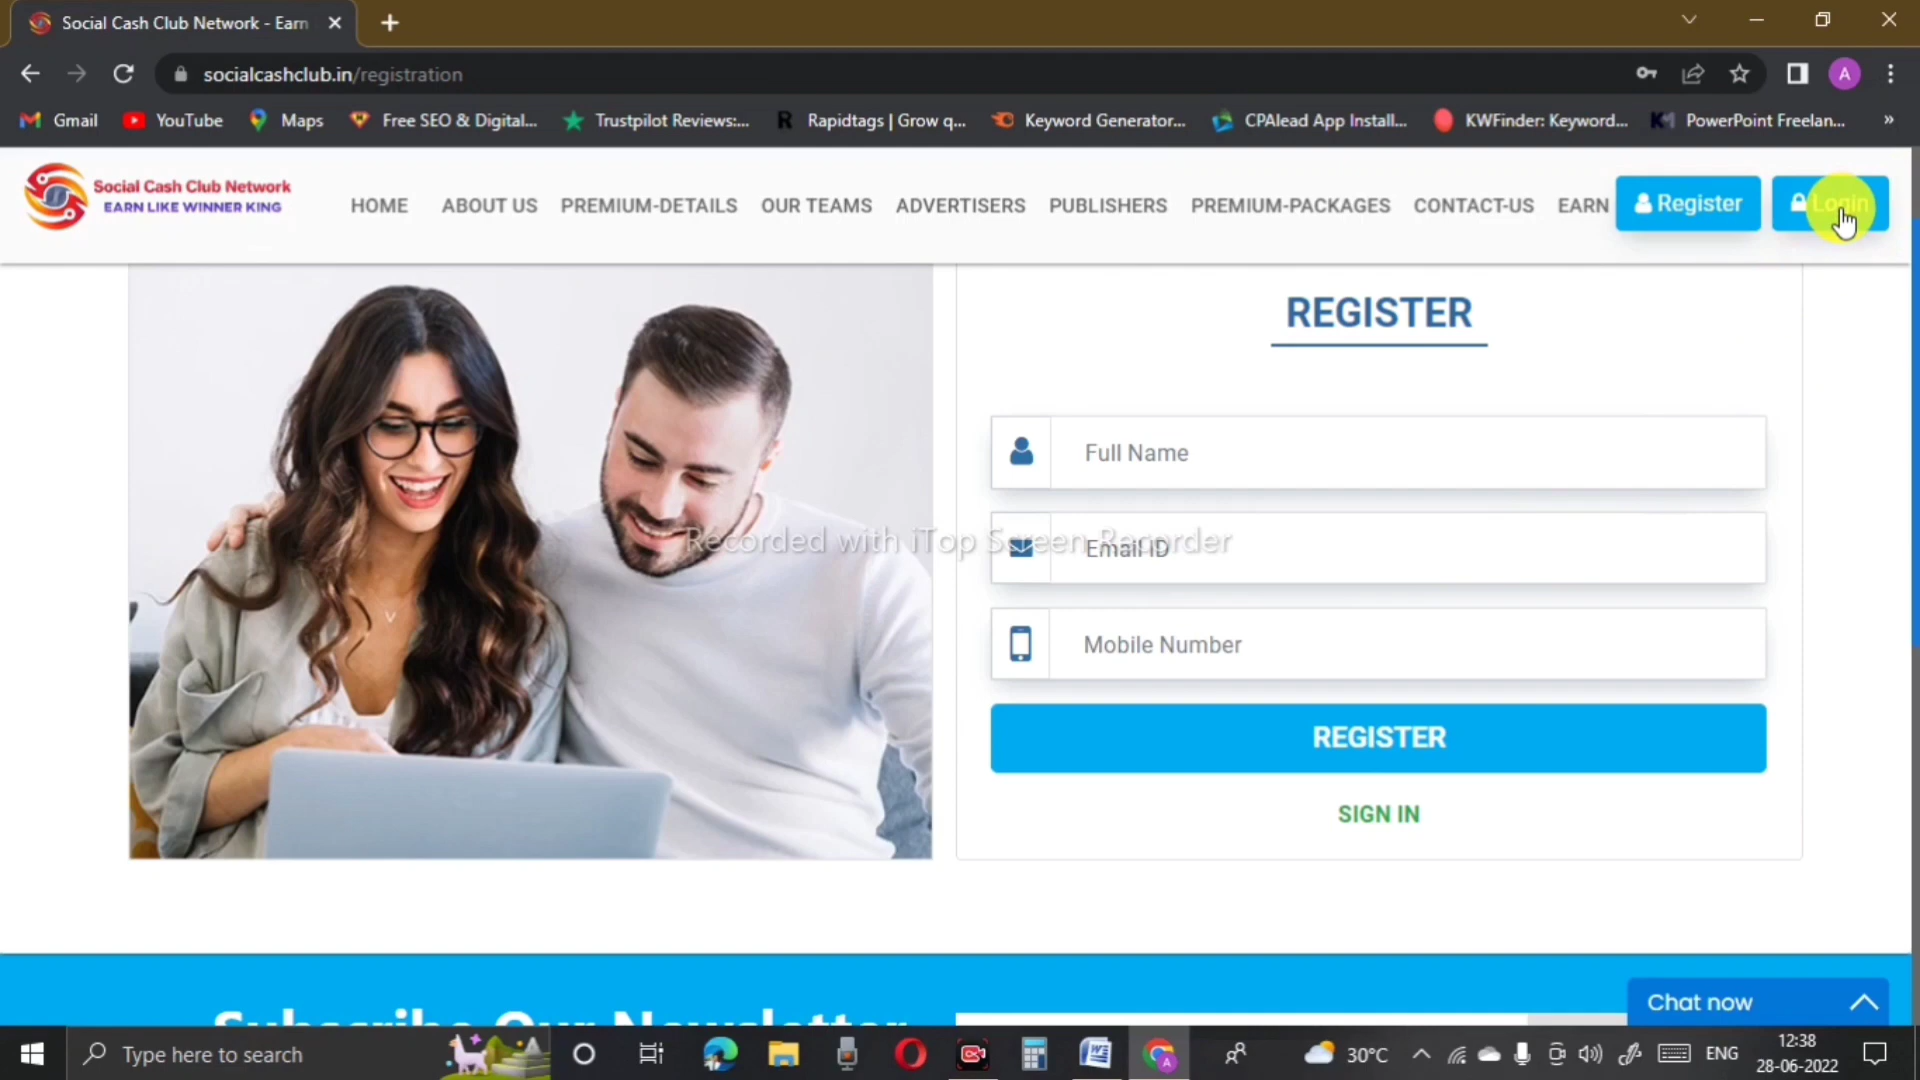 Social Cash Club Network - Earn
socialcashclub.in/registration
Gmail YouTube Maps Free SEO & Digital... Trustpilot Reviews:... Rapidtags | Grow q... Keyword Generator... CPAlead App Install... KWFinder: Keyword... PowerPoint Freelan... »
Social Cash Club Network
EARN LIKE WINNER KING
HOME ABOUT US PREMIUM-DETAILS OUR TEAMS ADVERTISERS PUBLISHERS PREMIUM-PACKAGES CONTACT-US EARN Register Login
REGISTER
Full Name
Recorded with iTop Screen Recorder
Email ID
Mobile Number
REGISTER
SIGN IN
Subscribe Our Newsletter
Chat now
Type here to search
30°C
ENG
12:38
28-06-2022